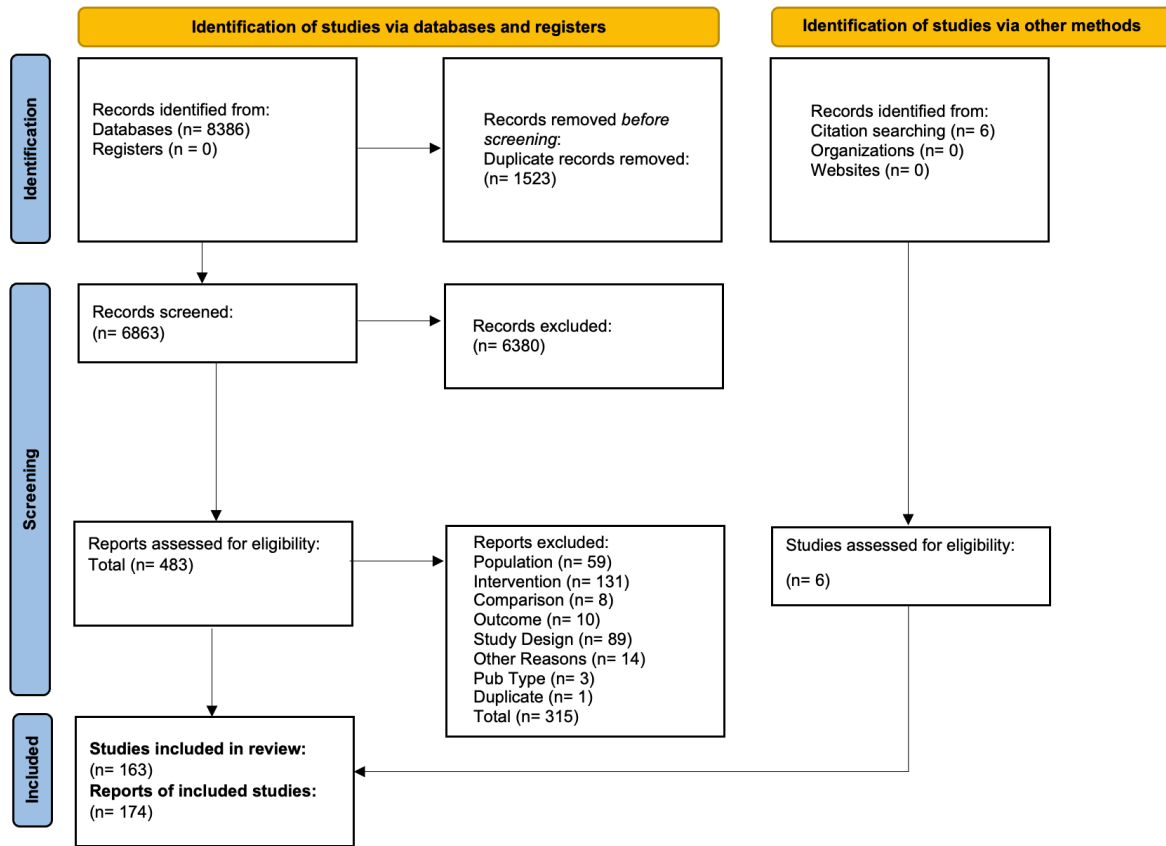 Identification of studies via databases and registers
Identification of studies via other methods
Identification
Records identified from:
Databases (n= 8386)
Registers (n = 0)
Records removed before
screening:
Duplicate records removed:
(n= 1523)
Records identified from:
Citation searching (n= 6)
Organizations (n= 0)
Websites (n= 0)
Screening
Records screened:
(n= 6863)
Records excluded:
(n= 6380)
Reports assessed for eligibility:
Total (n= 483)
Reports excluded:
Population (n= 59)
Intervention (n= 131)
Comparison (n= 8)
Outcome (n= 10)
Study Design (n= 89)
Other Reasons (n= 14)
Pub Type (n= 3)
Duplicate (n= 1)
Total (n= 315)
Studies assessed for eligibility:
(n= 6)
Included
Studies included in review:
(n= 163)
Reports of included studies:
(n= 174)